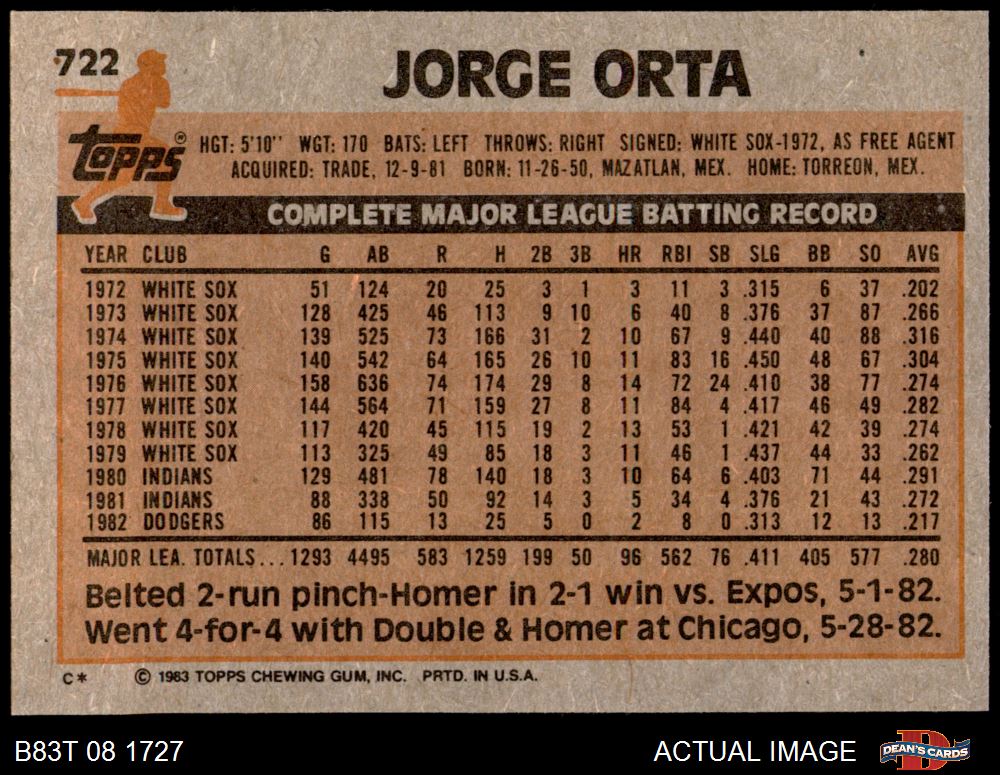 722
JORGE ORTA
Topps®
HGT: 5'10" WGT: 170 BATS: LEFT THROWS: RIGHT SIGNED: WHITE SOX-1972, AS FREE AGENT
ACQUIRED: TRADE, 12-9-81 BORN: 11-26-50, MAZATLAN, MEX. HOME: TORREON, MEX.
COMPLETE MAJOR LEAGUE BATTING RECORD
YEAR CLUB G AB R H 2B 3B HR RBI SB SLG BB SO AVG
1972 WHITE SOX 51 124 20 25 3 1 3 11 3 .315 6 37 .202
1973 WHITE SOX 128 425 46 113 9 10 6 40 8 .376 37 87 .266
1974 WHITE SOX 139 525 73 166 31 2 10 67 9 .440 40 88 .316
1975 WHITE SOX 140 542 64 165 26 10 11 83 16 .450 48 67 .304
1976 WHITE SOX 158 636 74 174 29 8 14 72 24 .410 38 77 .274
1977 WHITE SOX 144 564 71 159 27 8 11 84 4 .417 46 49 .282
1978 WHITE SOX 117 420 45 115 19 2 13 53 1 .421 42 39 .274
1979 WHITE SOX 113 325 49 85 18 3 11 46 1 .437 44 33 .262
1980 INDIANS 129 481 78 140 18 3 10 64 6 .403 71 44 .291
1981 INDIANS 88 338 50 92 14 3 5 34 4 .376 21 43 .272
1982 DODGERS 86 115 13 25 5 0 2 8 0 .313 12 13 .217
MAJOR LEA. TOTALS... 1293 4495 583 1259 199 50 96 562 76 .411 405 577 .280
Belted 2-run pinch-Homer in 2-1 win vs. Expos, 5-1-82.
Went 4-for-4 with Double & Homer at Chicago, 5-28-82.
C* © 1983 TOPPS CHEWING GUM, INC. PRTD. IN U.S.A.
B83T 08 1727 ACTUAL IMAGE DEAN'S CARDS